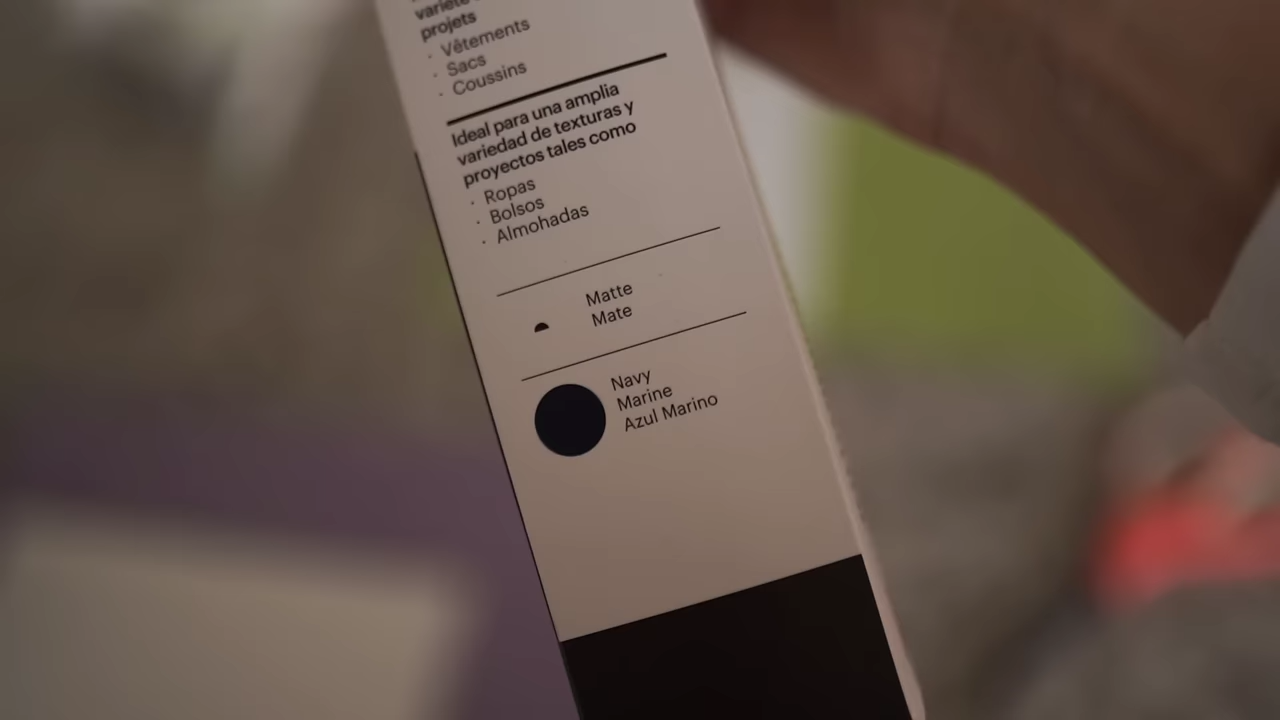 variété
projets
· Vêtements
· Sacs
· Coussins
Ideal para una amplia
variedad de texturas y
proyectos tales como
· Ropas
· Bolsos
· Almohadas
Matte
Mate
Navy
Marine
Azul Marino